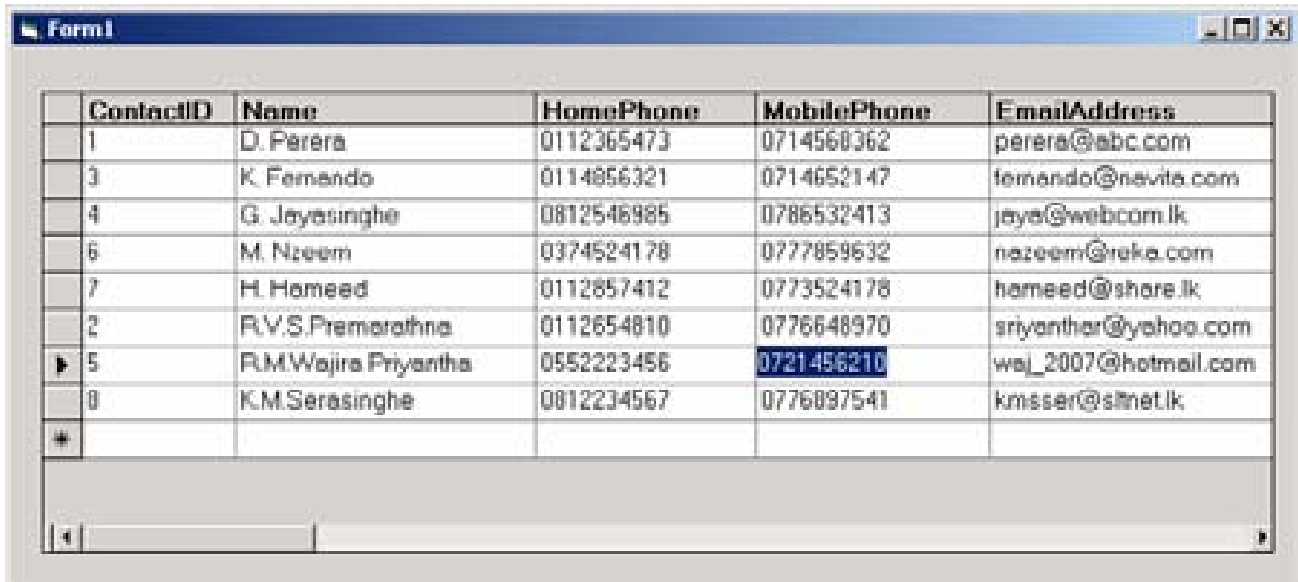 Form1
ContactID Name HomePhone MobilePhone EmailAddress
1 D. Perera 0112365473 0714568362 perera@abc.com
3 K. Fernando 0114856321 0714652147 fernando@navita.com
4 G. Jayasinghe 0812546985 0786532413 jaya@webcom.lk
6 M. Nzeem 0374524178 0777859632 nazeem@reka.com
7 H. Hameed 0112857412 0773524178 hameed@share.lk
2 R.V.S.Premarathna 0112654810 0776648970 sriyanthar@yahoo.com
5 R.M.Wajira Priyantha 0552223456 0721456210 waj_2007@hotmail.com
8 K.M.Serasinghe 0812234567 0776897541 kmsser@sltnet.lk